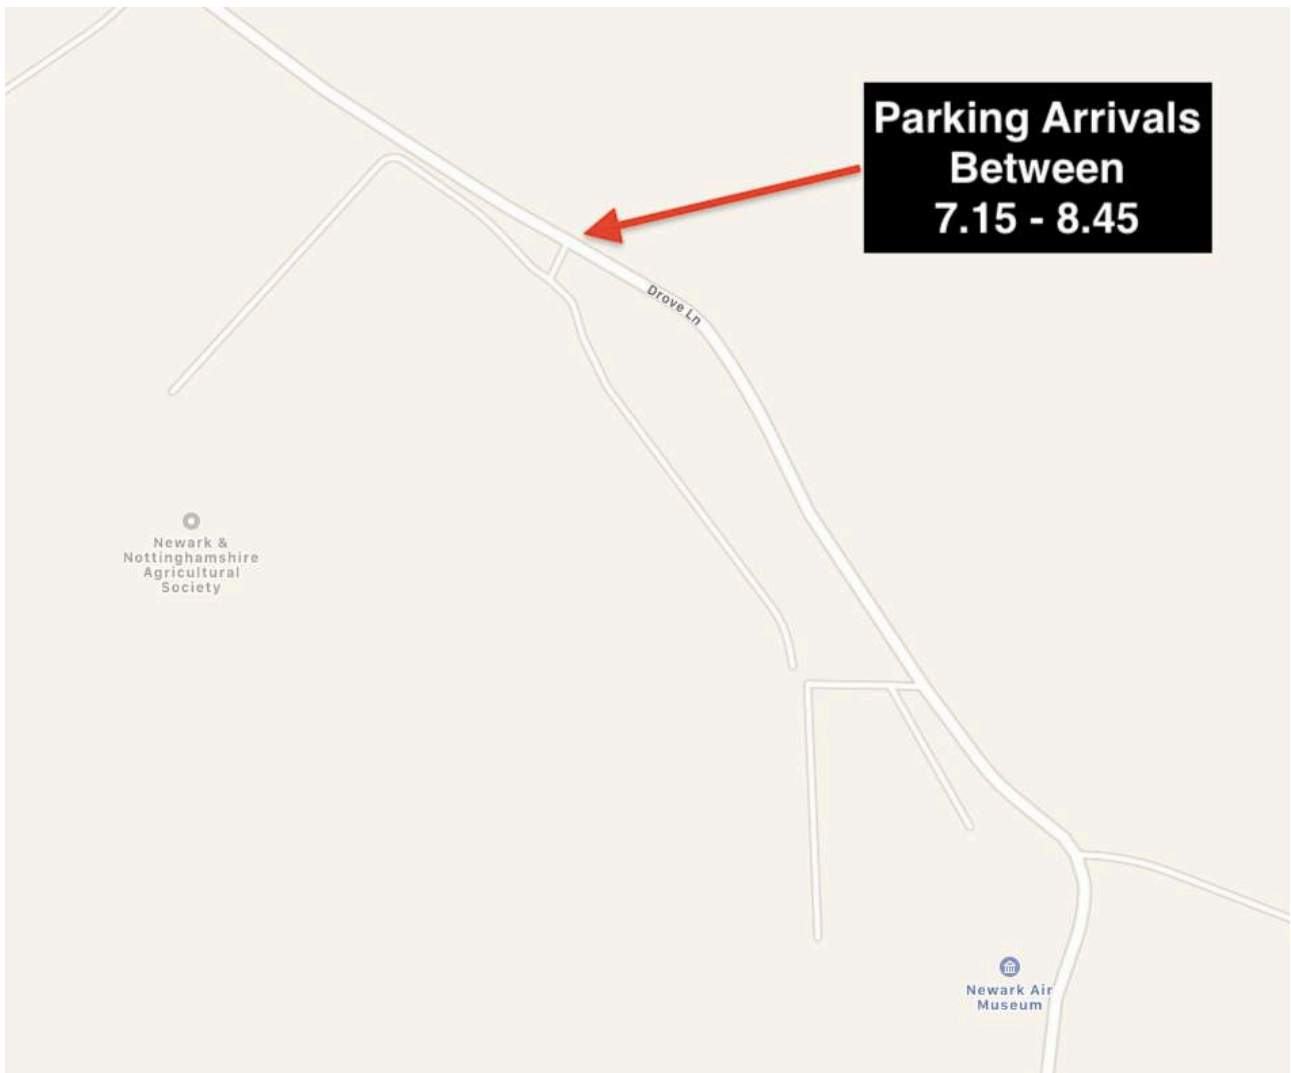 Parking Arrivals
Between
7.15 - 8.45
Drove Ln
Newark &
Nottinghamshire
Agricultural
Society
Newark Air
Museum